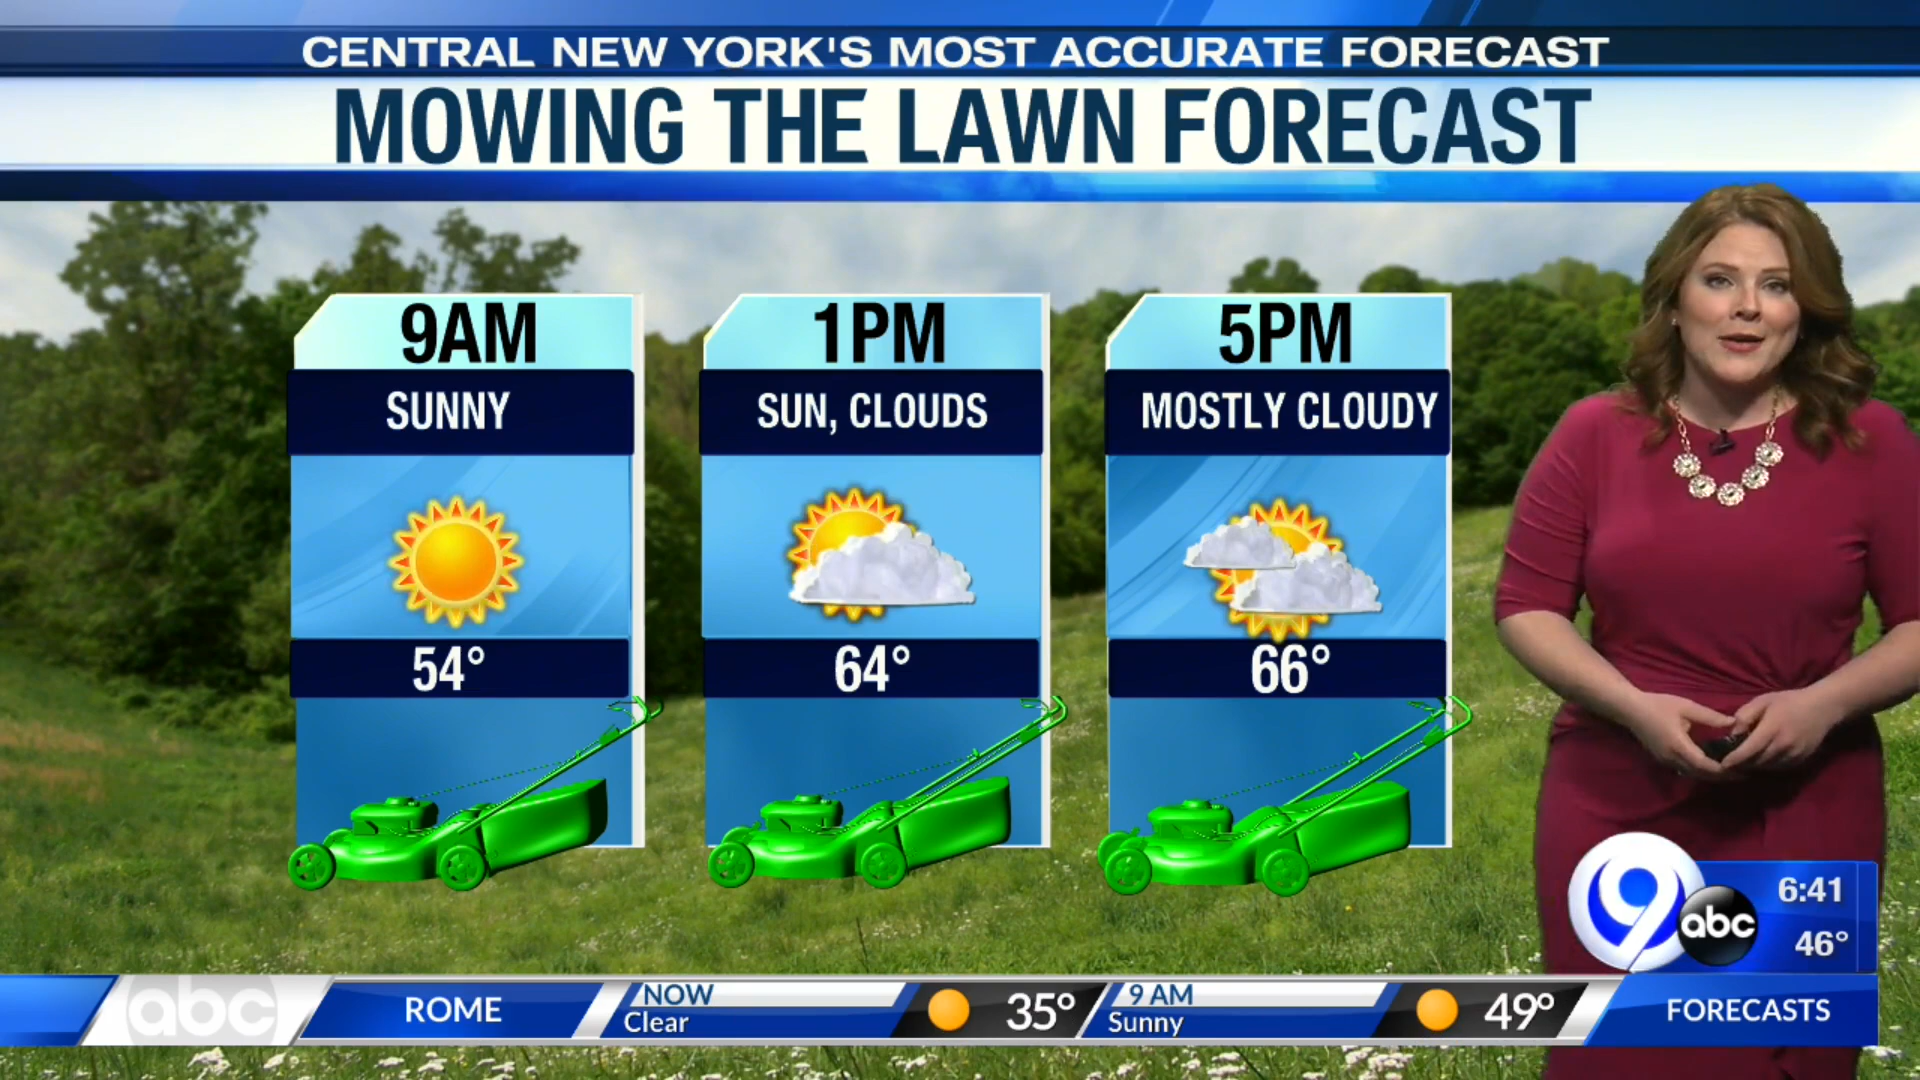 CENTRAL NEW YORK'S MOST ACCURATE FORECAST
MOWING THE LAWN FORECAST
9AM
SUNNY
54°
1PM
SUN, CLOUDS
64°
5PM
MOSTLY CLOUDY
66°
9 abc
6:41
46°
abc
ROME
NOW
Clear
35°
9 AM
Sunny
49°
FORECASTS